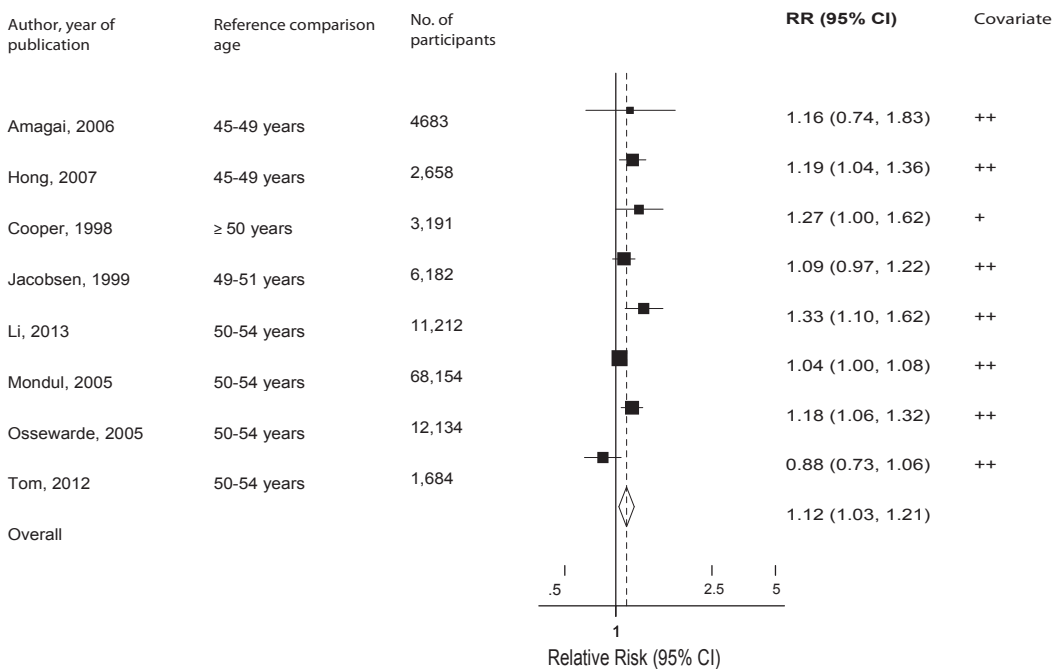 Author, year of publication Reference comparison age No. of participants RR (95% CI) Covariate
Amagai, 2006 45-49 years 4683 1.16 (0.74, 1.83) ++
Hong, 2007 45-49 years 2,658 1.19 (1.04, 1.36) ++
Cooper, 1998 ≥ 50 years 3,191 1.27 (1.00, 1.62) +
Jacobsen, 1999 49-51 years 6,182 1.09 (0.97, 1.22) ++
Li, 2013 50-54 years 11,212 1.33 (1.10, 1.62) ++
Mondul, 2005 50-54 years 68,154 1.04 (1.00, 1.08) ++
Ossewarde, 2005 50-54 years 12,134 1.18 (1.06, 1.32) ++
Tom, 2012 50-54 years 1,684 0.88 (0.73, 1.06) ++
Overall 1.12 (1.03, 1.21)
.5 2.5 5
1
Relative Risk (95% CI)